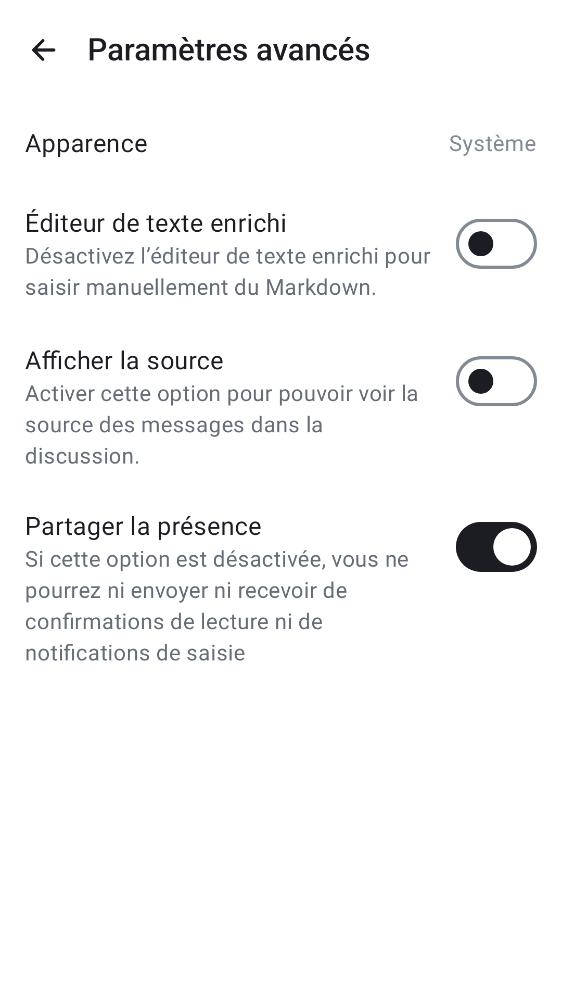 Paramètres avancés
Apparence
Système
Éditeur de texte enrichi
Désactivez l’éditeur de texte enrichi pour
saisir manuellement du Markdown.
Afficher la source
Activer cette option pour pouvoir voir la
source des messages dans la
discussion.
Partager la présence
Si cette option est désactivée, vous ne
pourrez ni envoyer ni recevoir de
confirmations de lecture ni de
notifications de saisie